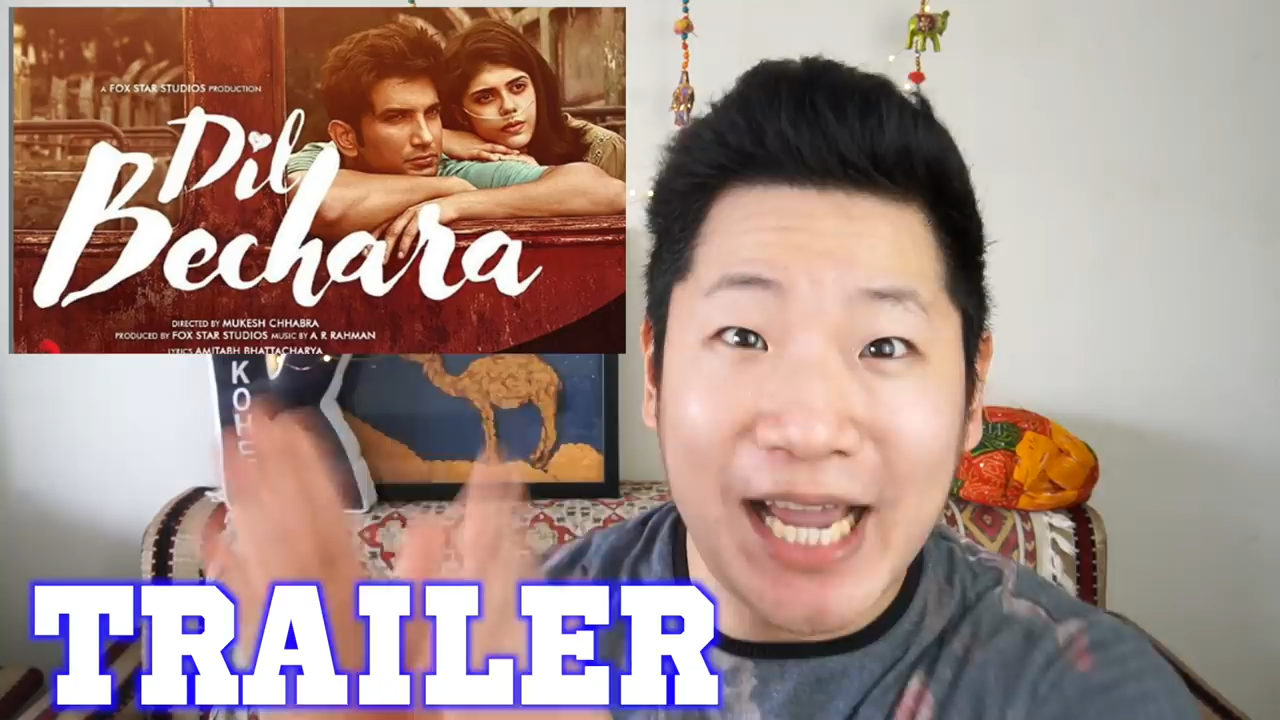 A FOX STAR STUDIOS PRODUCTION
Dil
Bechara
DIRECTED BY MUKESH CHHABRA
PRODUCED BY FOX STAR STUDIOS MUSIC BY A R RAHMAN
LYRICS AMITABH BHATTACHARYA
KOHE
TRAILER